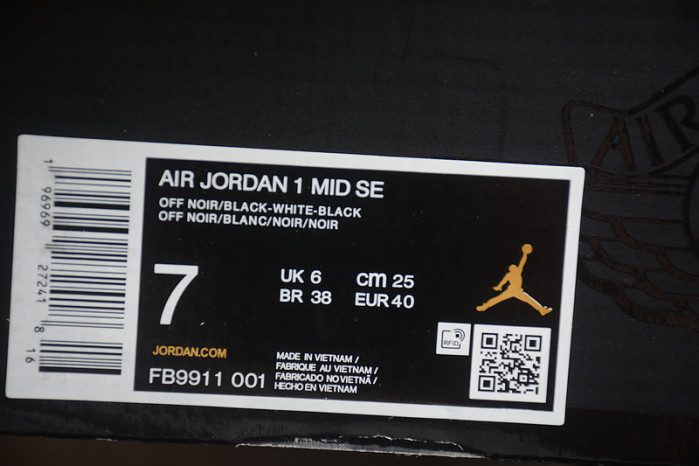 AIR JORDAN 1 MID SE
OFF NOIR/BLACK-WHITE-BLACK
OFF NOIR/BLANC/NOIR/NOIR
7
UK 6 cm 25
BR 38 EUR 40
JORDAN.COM
FB9911 001
MADE IN VIETNAM /
FABRIQUE AU VIETNAM /
FABRICADO NO VIETNÃ /
HECHO EN VIETNAM
RFID
1 96969 27241 8 16
AIR